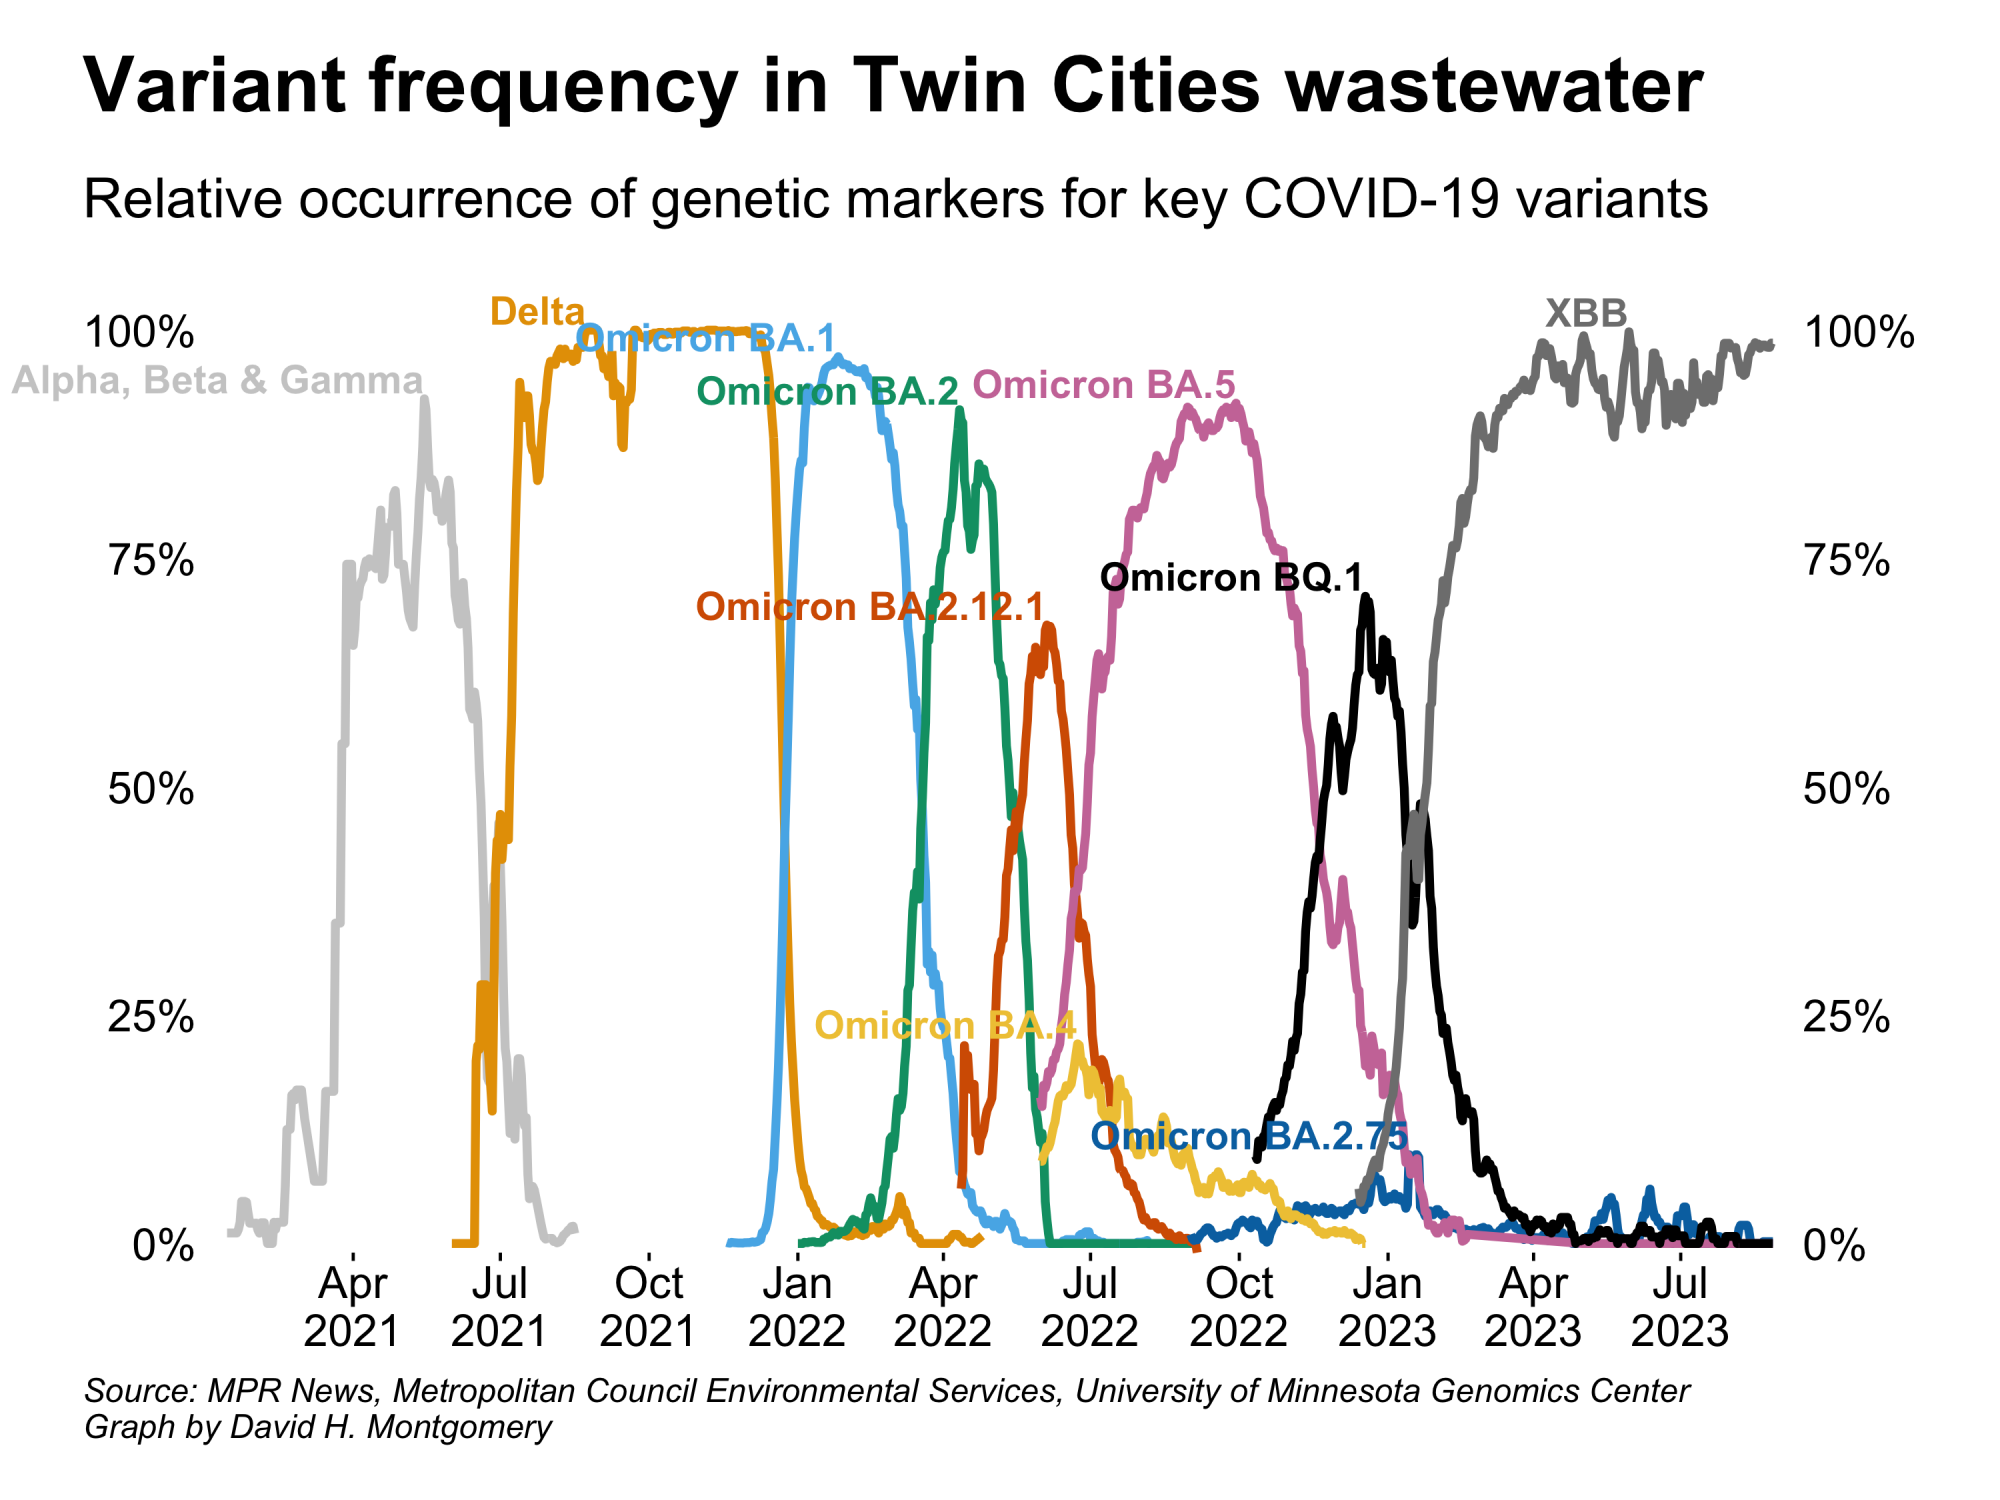 Variant frequency in Twin Cities wastewater
Relative occurrence of genetic markers for key COVID-19 variants
Delta
XBB
100%
Omicron BA.1
100%
Alpha, Beta & Gamma
Omicron BA.2
Omicron BA.5
75%
75%
Omicron BQ.1
Omicron BA.2.12.1
50%
50%
25%
Omicron BA.4
25%
Omicron BA.2.75
0%
0%
Apr 2021
Jul 2021
Oct 2021
Jan 2022
Apr 2022
Jul 2022
Oct 2022
Jan 2023
Apr 2023
Jul 2023
Source: MPR News, Metropolitan Council Environmental Services, University of Minnesota Genomics Center
Graph by David H. Montgomery